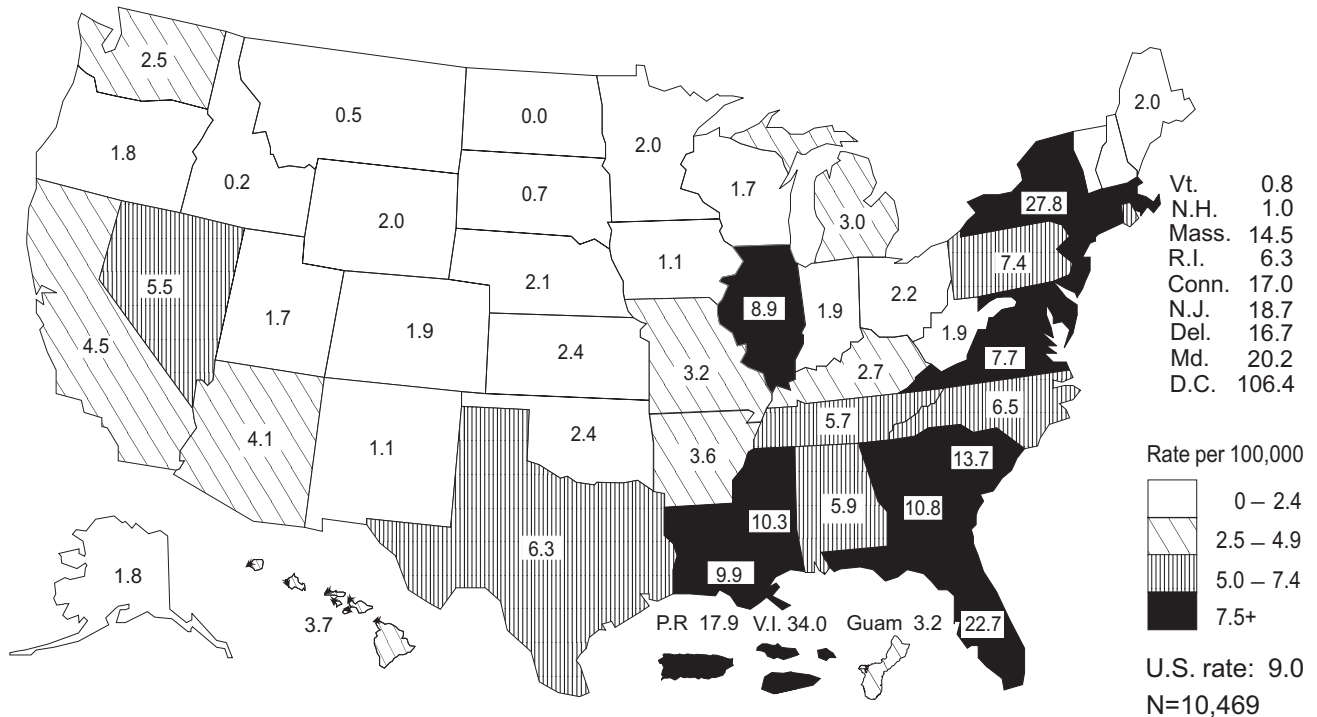 2.5
0.5
0.0
2.0
2.0
1.8
0.2
0.7
1.7
27.8
2.0
3.0
1.1
7.4
5.5
2.1
1.7
1.9
8.9
1.9
2.2
1.9
4.5
2.4
7.7
3.2
2.7
4.1
1.1
2.4
5.7
6.5
3.6
13.7
10.3
5.9
10.8
6.3
1.8
9.9
3.7
P.R 17.9 V.I. 34.0 Guam 3.2
22.7
Vt. 0.8
N.H. 1.0
Mass. 14.5
R.I. 6.3
Conn. 17.0
N.J. 18.7
Del. 16.7
Md. 20.2
D.C. 106.4
Rate per 100,000
0 – 2.4
2.5 – 4.9
5.0 – 7.4
7.5+
U.S. rate: 9.0
N=10,469